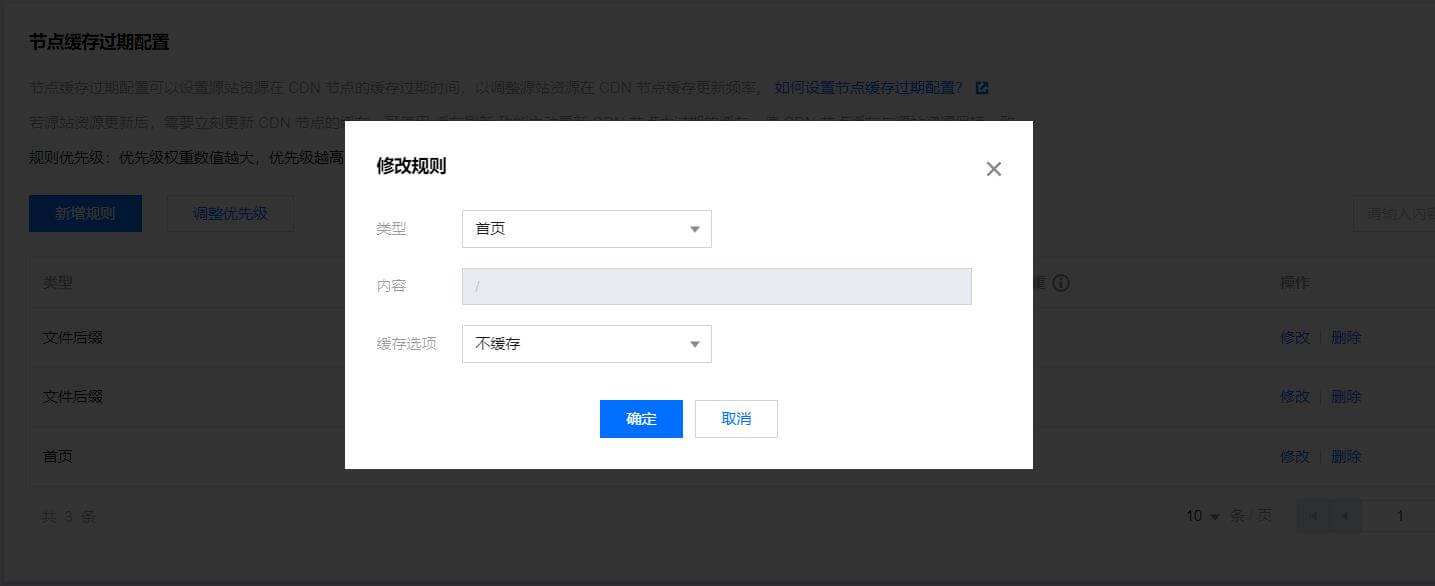 节点缓存过期配置
节点缓存过期配置可以设置源站资源在 CDN 节点的缓存过期时间，以调整源站资源在 CDN 节点缓存更新频率。 如何设置节点缓存过期配置？
若源站资源更新后，需要立刻更新 CDN 节点的
规则优先级：优先级权重数值越大，优先级越高
修改规则
新增规则 调整优先级 请输入内容
类型 首页
内容 /
类型 重 操作
缓存选项 不缓存
文件后缀 修改 删除
文件后缀 修改 删除
确定 取消
首页 修改 删除
共 3 条 10 条 / 页 1